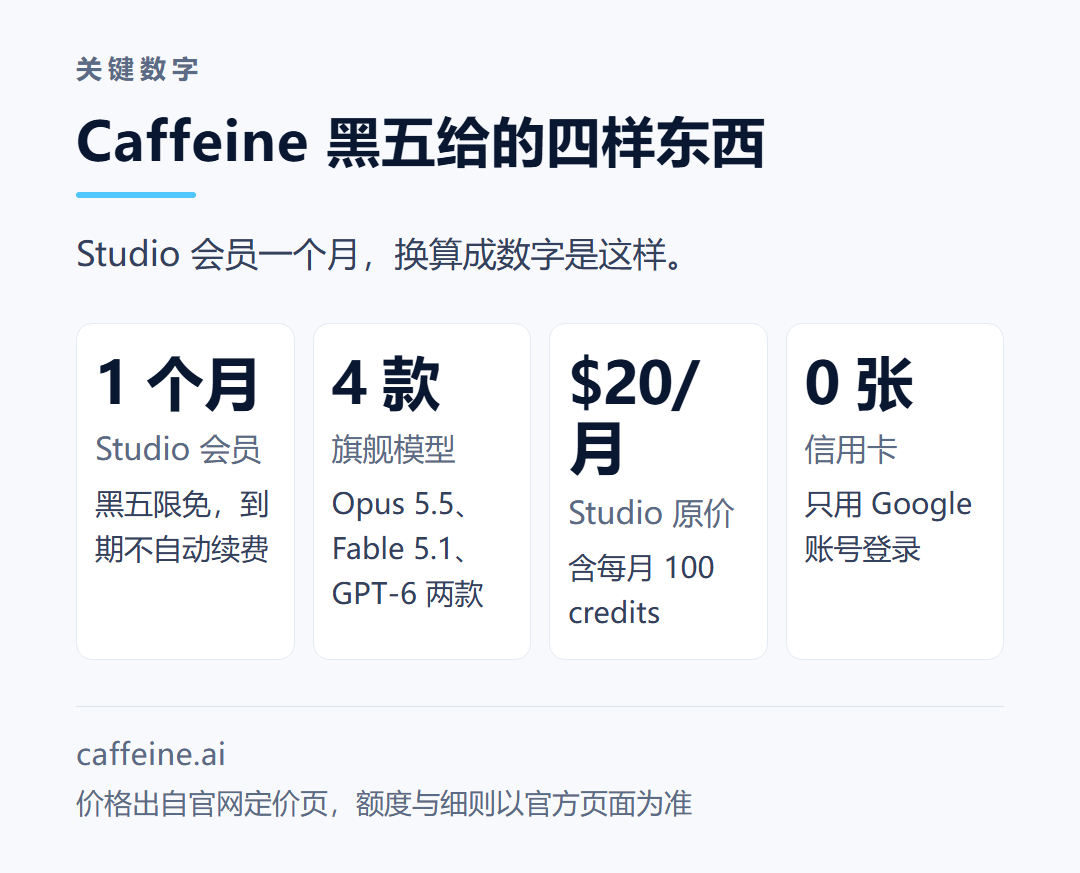 关键数字
Caffeine 黑五给的四样东西
Studio 会员一个月，换算成数字是这样。
1 个月
Studio 会员
黑五限免，到
期不自动续费
4 款
旗舰模型
Opus 5.5、
Fable 5.1、
GPT-6 两款
$20/
月
Studio 原价
含每月 100
credits
0 张
信用卡
只用 Google
账号登录
caffeine.ai
价格出自官网定价页，额度与细则以官方页面为准